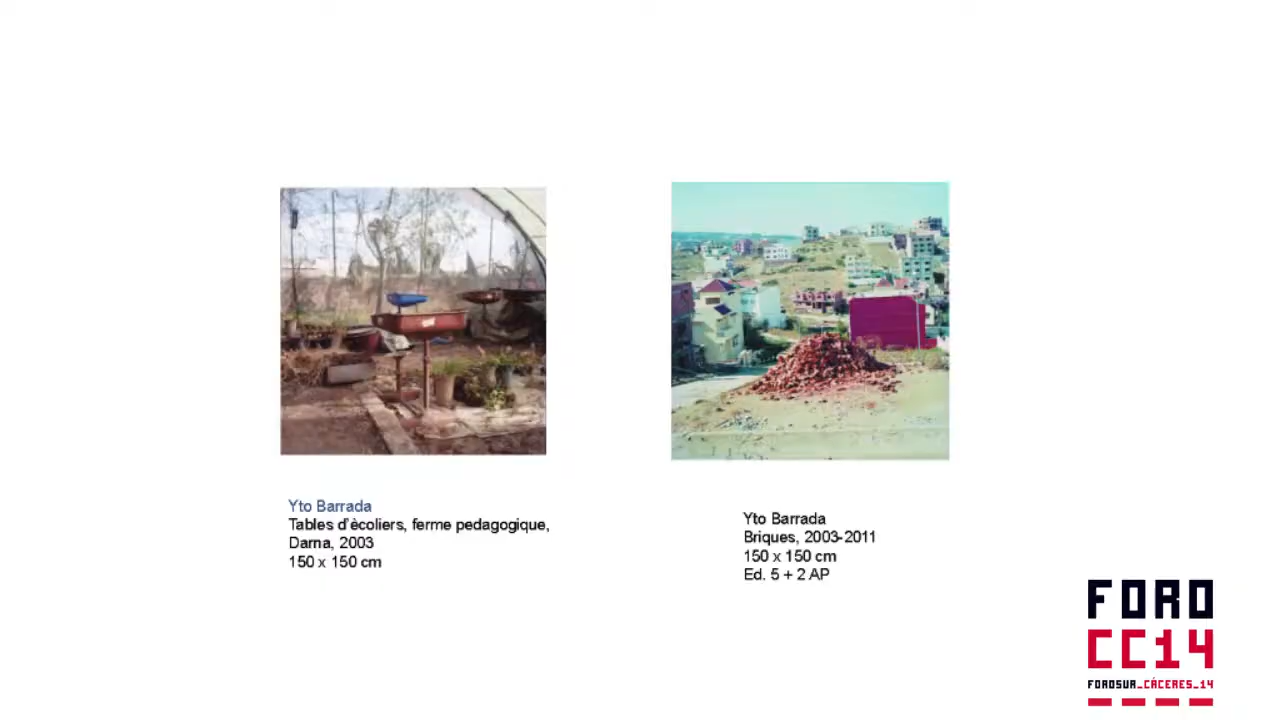 Yto Barrada
Tables d'ècoliers, ferme pedagogique,
Darna, 2003
150 x 150 cm
Yto Barrada
Briques, 2003-2011
150 x 150 cm
Ed. 5 + 2 AP
FORO
CC14
FOROSUR_CÁCERES_14